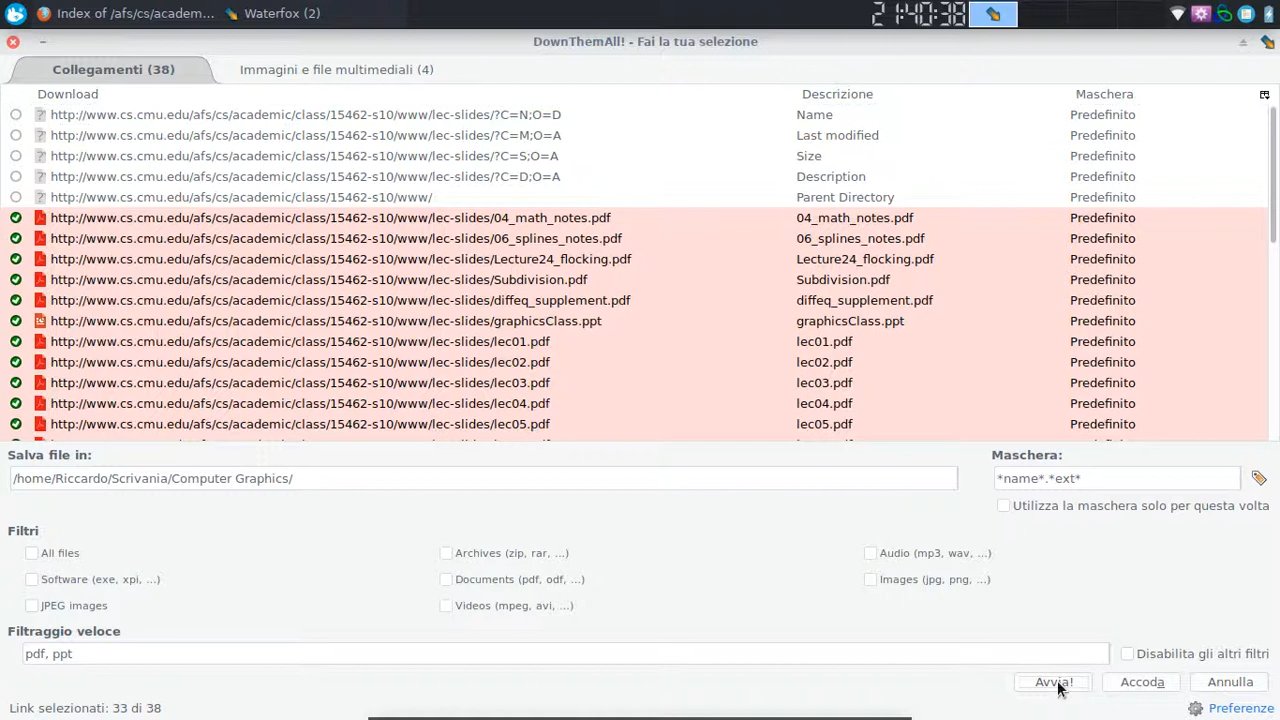 Index of /afs/cs/academ...
Waterfox (2)
21:40:38
DownThemAll! - Fai la tua selezione
Collegamenti (38)
Immagini e file multimediali (4)
Download Descrizione Maschera
http://www.cs.cmu.edu/afs/cs/academic/class/15462-s10/www/lec-slides/?C=N;O=D Name Predefinito
http://www.cs.cmu.edu/afs/cs/academic/class/15462-s10/www/lec-slides/?C=M;O=A Last modified Predefinito
http://www.cs.cmu.edu/afs/cs/academic/class/15462-s10/www/lec-slides/?C=S;O=A Size Predefinito
http://www.cs.cmu.edu/afs/cs/academic/class/15462-s10/www/lec-slides/?C=D;O=A Description Predefinito
http://www.cs.cmu.edu/afs/cs/academic/class/15462-s10/www/ Parent Directory Predefinito
http://www.cs.cmu.edu/afs/cs/academic/class/15462-s10/www/lec-slides/04_math_notes.pdf 04_math_notes.pdf Predefinito
http://www.cs.cmu.edu/afs/cs/academic/class/15462-s10/www/lec-slides/06_splines_notes.pdf 06_splines_notes.pdf Predefinito
http://www.cs.cmu.edu/afs/cs/academic/class/15462-s10/www/lec-slides/Lecture24_flocking.pdf Lecture24_flocking.pdf Predefinito
http://www.cs.cmu.edu/afs/cs/academic/class/15462-s10/www/lec-slides/Subdivision.pdf Subdivision.pdf Predefinito
http://www.cs.cmu.edu/afs/cs/academic/class/15462-s10/www/lec-slides/diffeq_supplement.pdf diffeq_supplement.pdf Predefinito
http://www.cs.cmu.edu/afs/cs/academic/class/15462-s10/www/lec-slides/graphicsClass.ppt graphicsClass.ppt Predefinito
http://www.cs.cmu.edu/afs/cs/academic/class/15462-s10/www/lec-slides/lec01.pdf lec01.pdf Predefinito
http://www.cs.cmu.edu/afs/cs/academic/class/15462-s10/www/lec-slides/lec02.pdf lec02.pdf Predefinito
http://www.cs.cmu.edu/afs/cs/academic/class/15462-s10/www/lec-slides/lec03.pdf lec03.pdf Predefinito
http://www.cs.cmu.edu/afs/cs/academic/class/15462-s10/www/lec-slides/lec04.pdf lec04.pdf Predefinito
http://www.cs.cmu.edu/afs/cs/academic/class/15462-s10/www/lec-slides/lec05.pdf lec05.pdf Predefinito
Salva file in: Maschera:
/home/Riccardo/Scrivania/Computer Graphics/ *name*.*ext*
Utilizza la maschera solo per questa volta
Filtri
All files Archives (zip, rar, ...) Audio (mp3, wav, ...)
Software (exe, xpi, ...) Documents (pdf, odf, ...) Images (jpg, png, ...)
JPEG images Videos (mpeg, avi, ...)
Filtraggio veloce
pdf, ppt Disabilita gli altri filtri
Avvia! Accoda Annulla
Link selezionati: 33 di 38 Preferenze